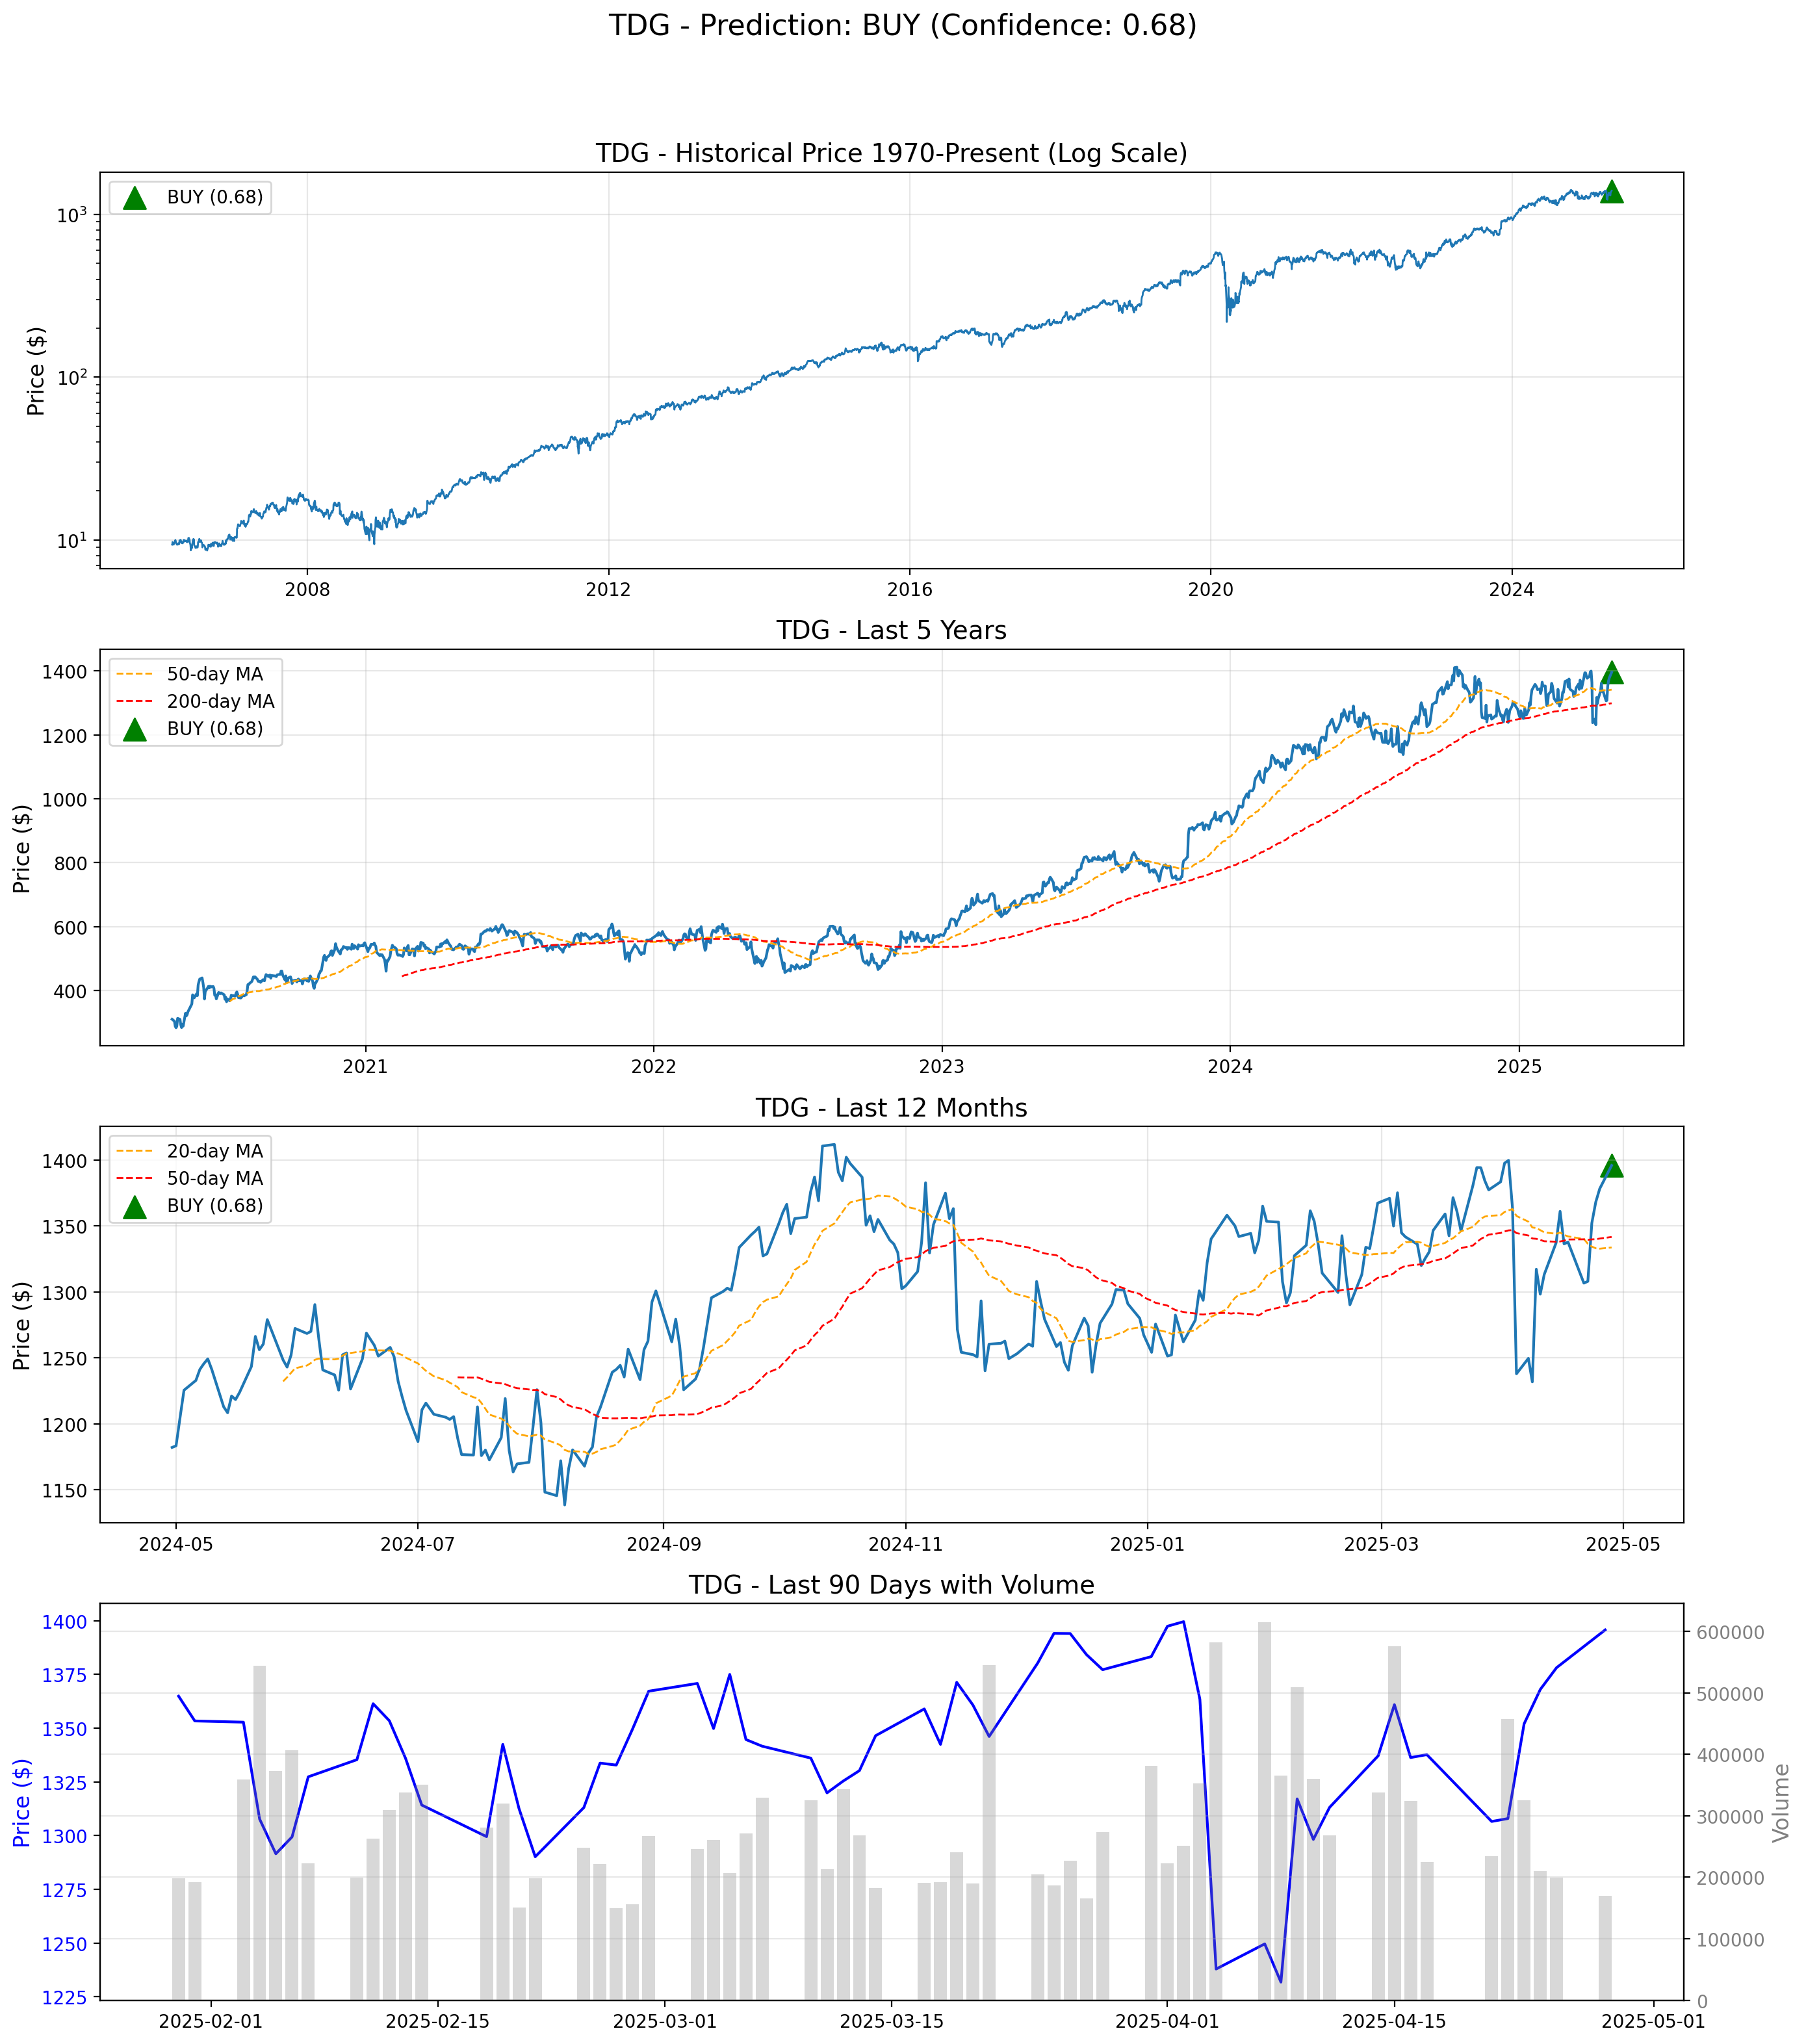 TDG - Prediction: BUY (Confidence: 0.68)
TDG - Historical Price 1970-Present (Log Scale)
BUY (0.68)
Price ($)
10³
10²
10¹
2008 2012 2016 2020 2024
TDG - Last 5 Years
50-day MA
200-day MA
BUY (0.68)
Price ($)
1400
1200
1000
800
600
400
2021 2022 2023 2024 2025
TDG - Last 12 Months
20-day MA
50-day MA
BUY (0.68)
Price ($)
1400
1350
1300
1250
1200
1150
2024-05 2024-07 2024-09 2024-11 2025-01 2025-03 2025-05
TDG - Last 90 Days with Volume
Price ($)
1400
1375
1350
1325
1300
1275
1250
1225
600000
500000
400000
300000
200000
100000
0
Volume
2025-02-01 2025-02-15 2025-03-01 2025-03-15 2025-04-01 2025-04-15 2025-05-01